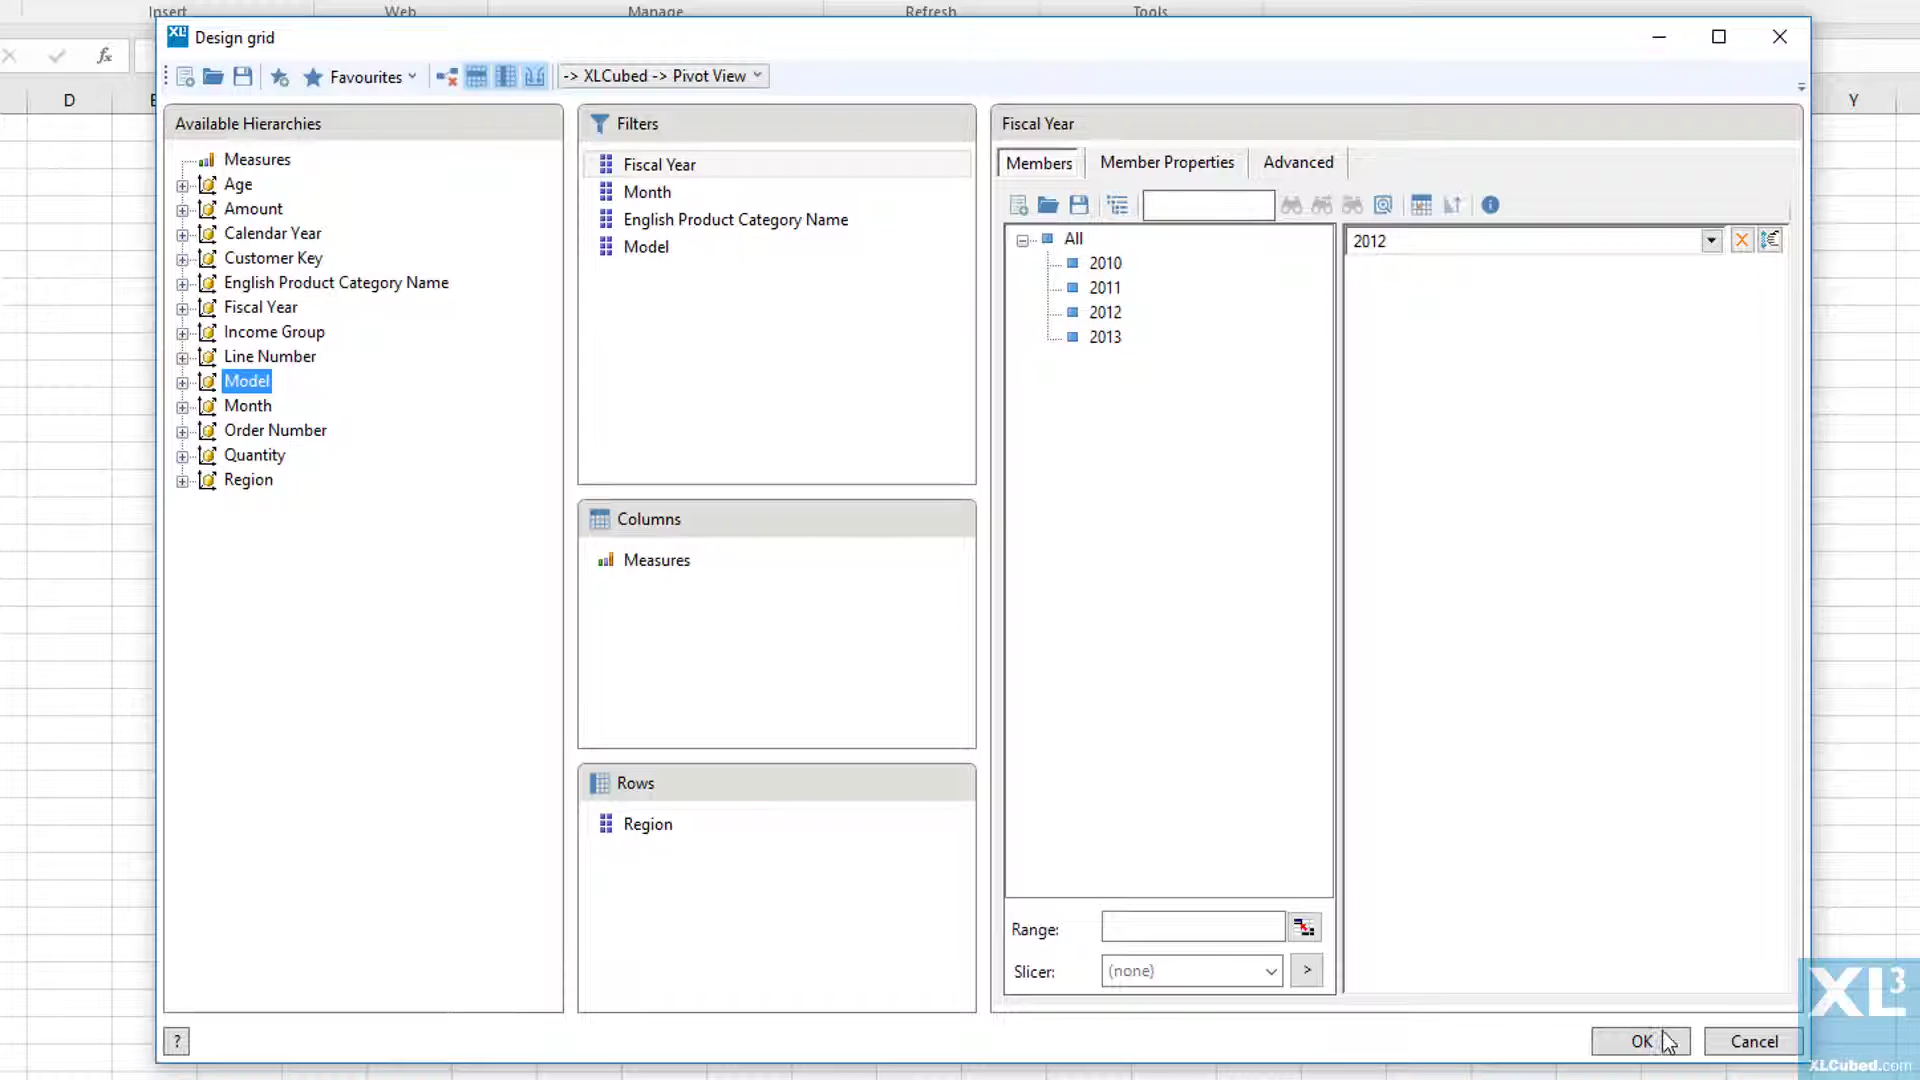 Insert Web Manage Refresh Tools
XL Design grid
fx
Favourites -> XLCubed -> Pivot View
D E Y
Available Hierarchies
Measures
Age
Amount
Calendar Year
Customer Key
English Product Category Name
Fiscal Year
Income Group
Line Number
Model
Month
Order Number
Quantity
Region
Filters
Fiscal Year
Month
English Product Category Name
Model
Columns
Measures
Rows
Region
Fiscal Year
Members Member Properties Advanced
All
2010
2011
2012
2013
2012
Range:
Slicer: (none) >
? OK Cancel
XL3
XLCubed.com